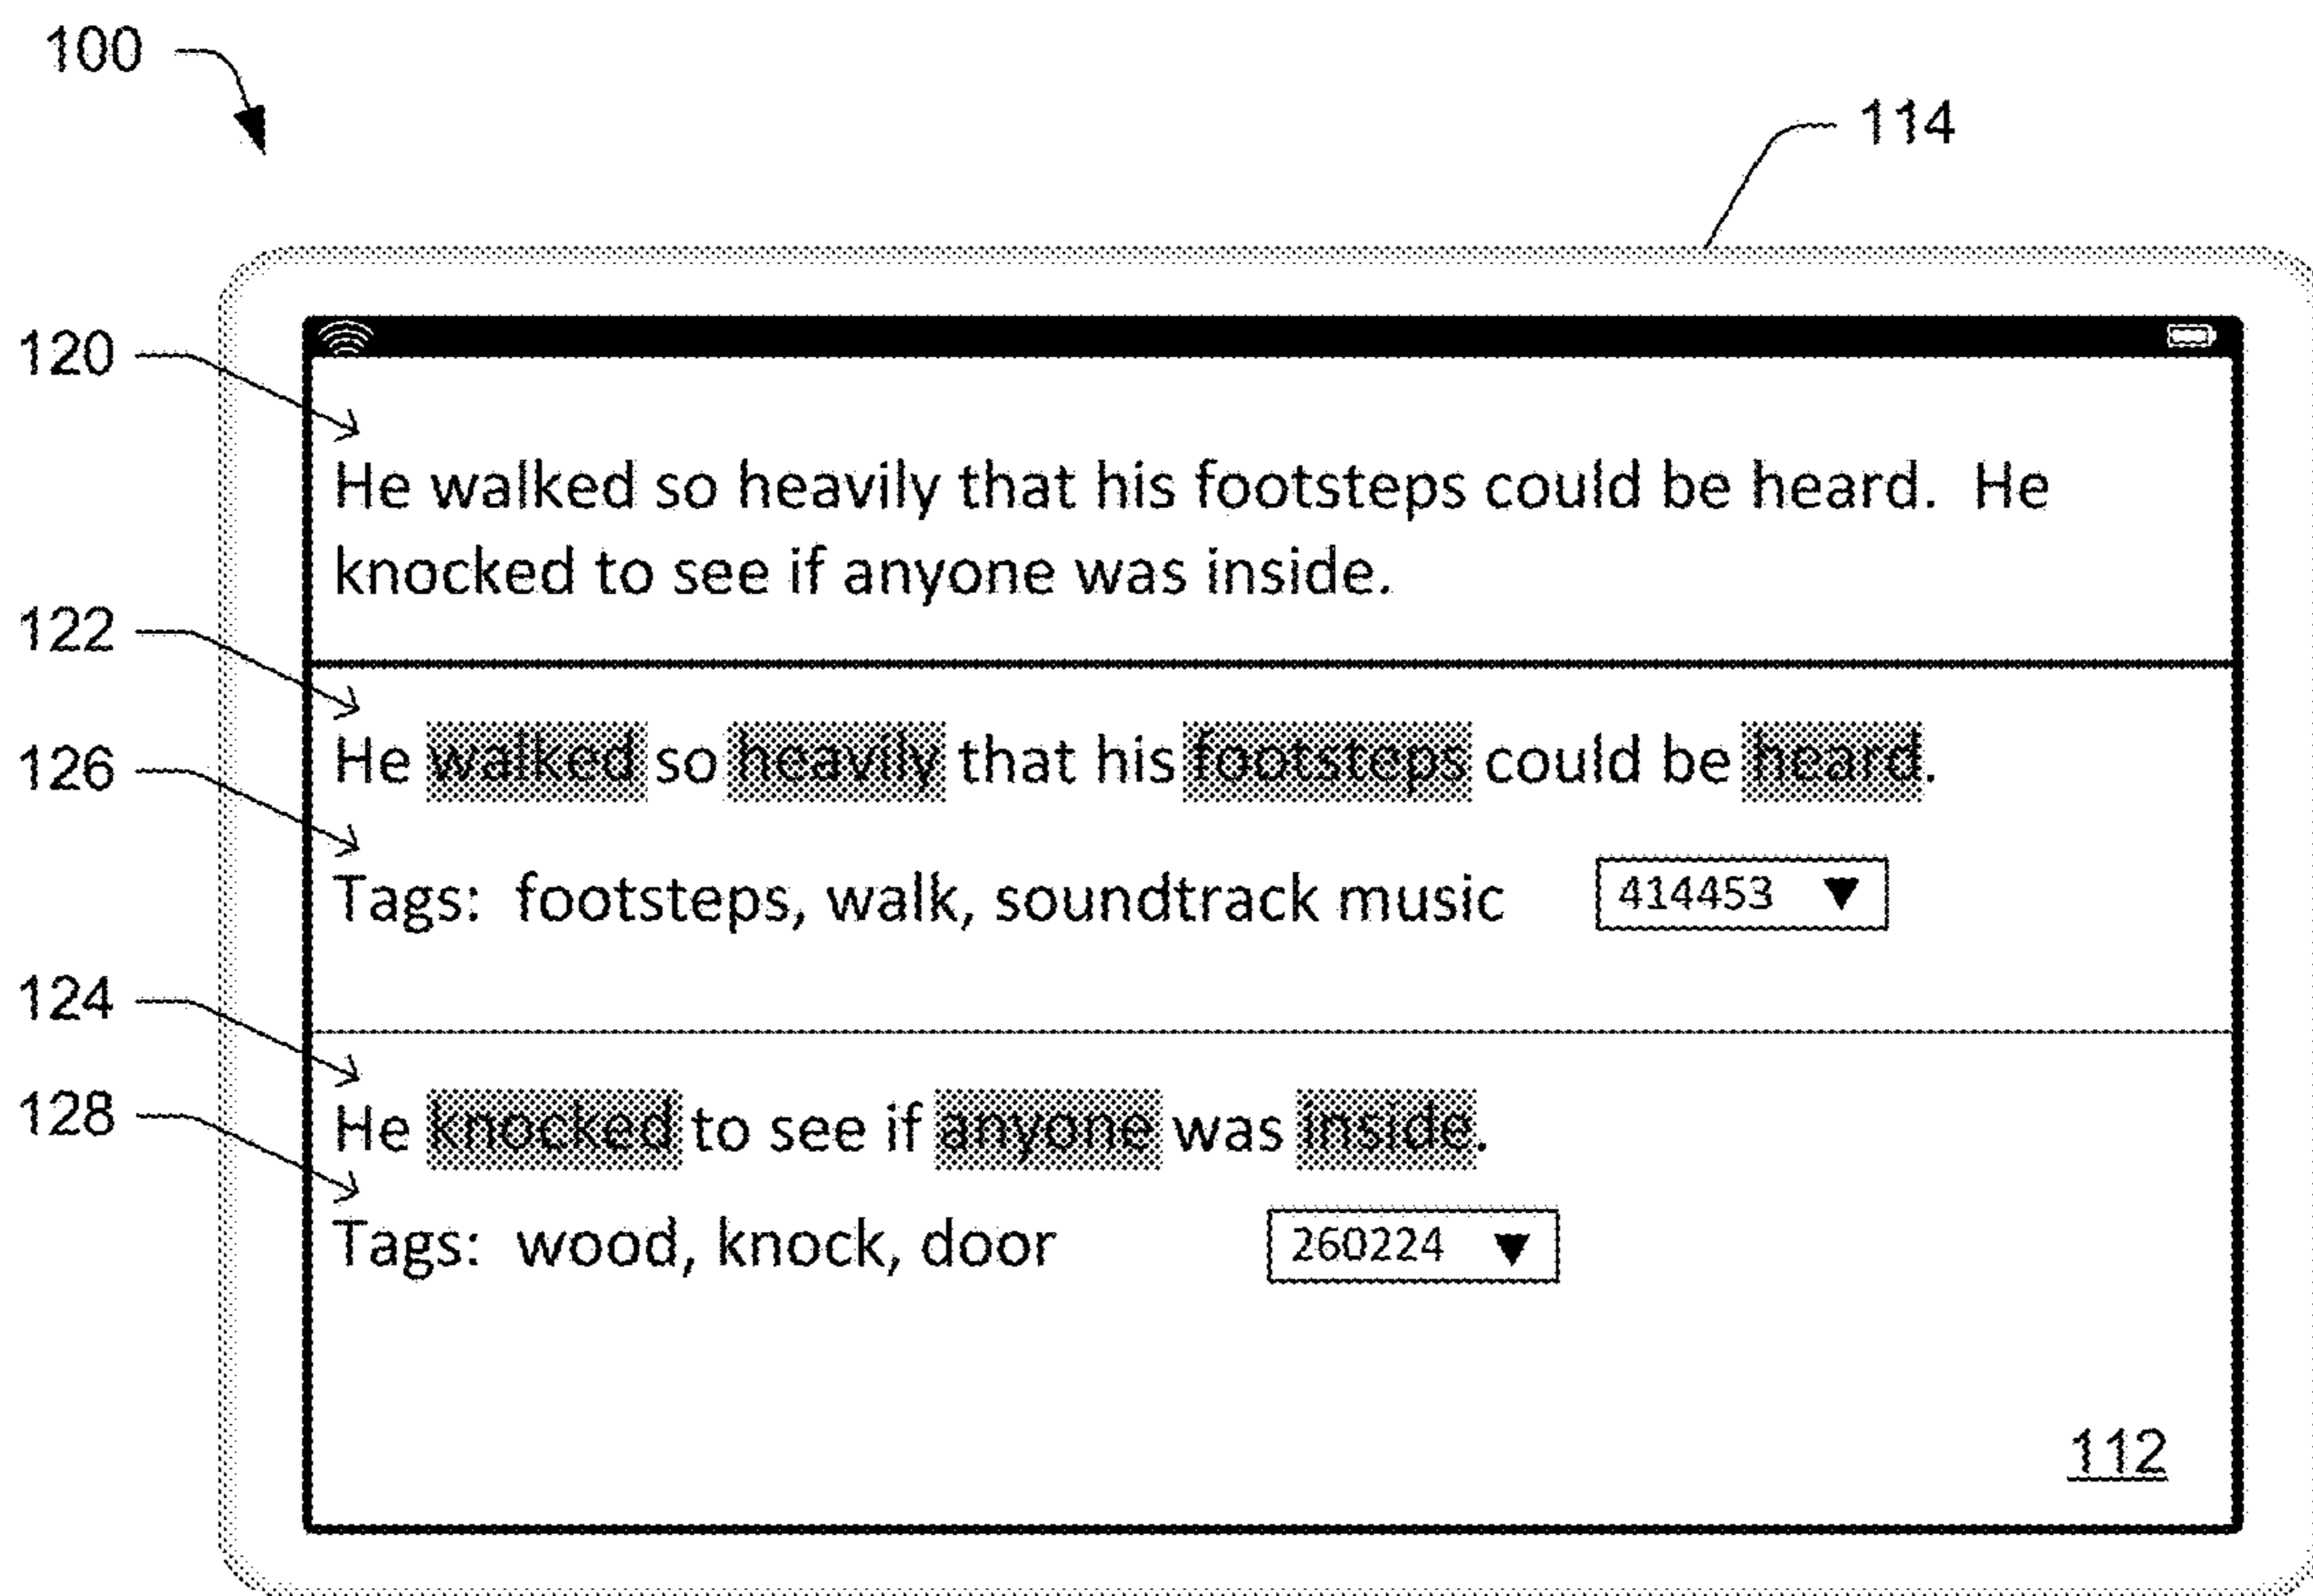 100
114
120
He walked so heavily that his footsteps could be heard. He
knocked to see if anyone was inside.
122
He walked so heavily that his footsteps could be heard.
126
Tags: footsteps, walk, soundtrack music 414453
124
He knocked to see if anyone was inside.
128
Tags: wood, knock, door 260224
112